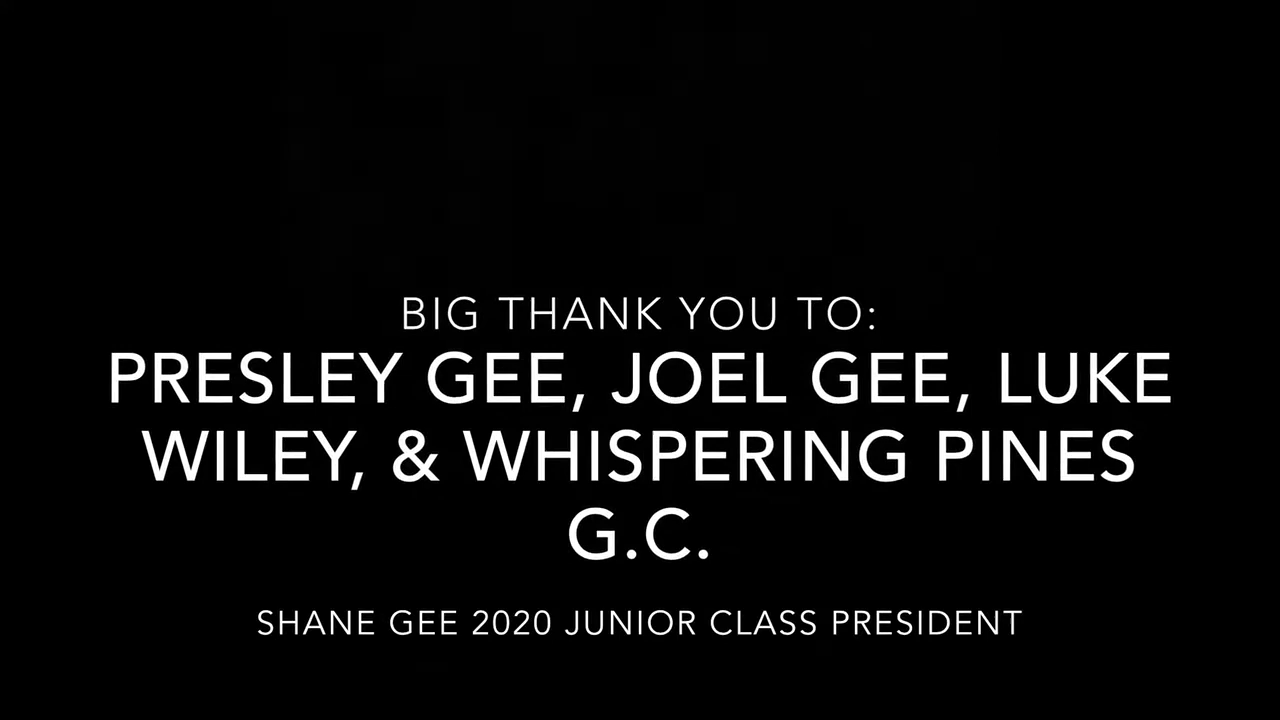 BIG THANK YOU TO:
PRESLEY GEE, JOEL GEE, LUKE
WILEY, & WHISPERING PINES
G.C.
SHANE GEE 2020 JUNIOR CLASS PRESIDENT